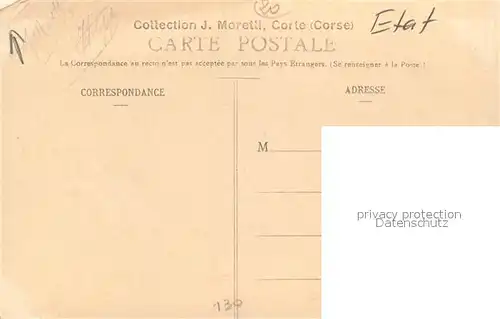 20
Collection J. Moretti, Corte (Corse)
Etat
CARTE POSTALE
La Correspondance au recto n'est pas acceptée par tous les Pays Etrangers. (Se renseigner à la Poste.)
CORRESPONDANCE
ADRESSE
M
privacy protection
Datenschutz
130